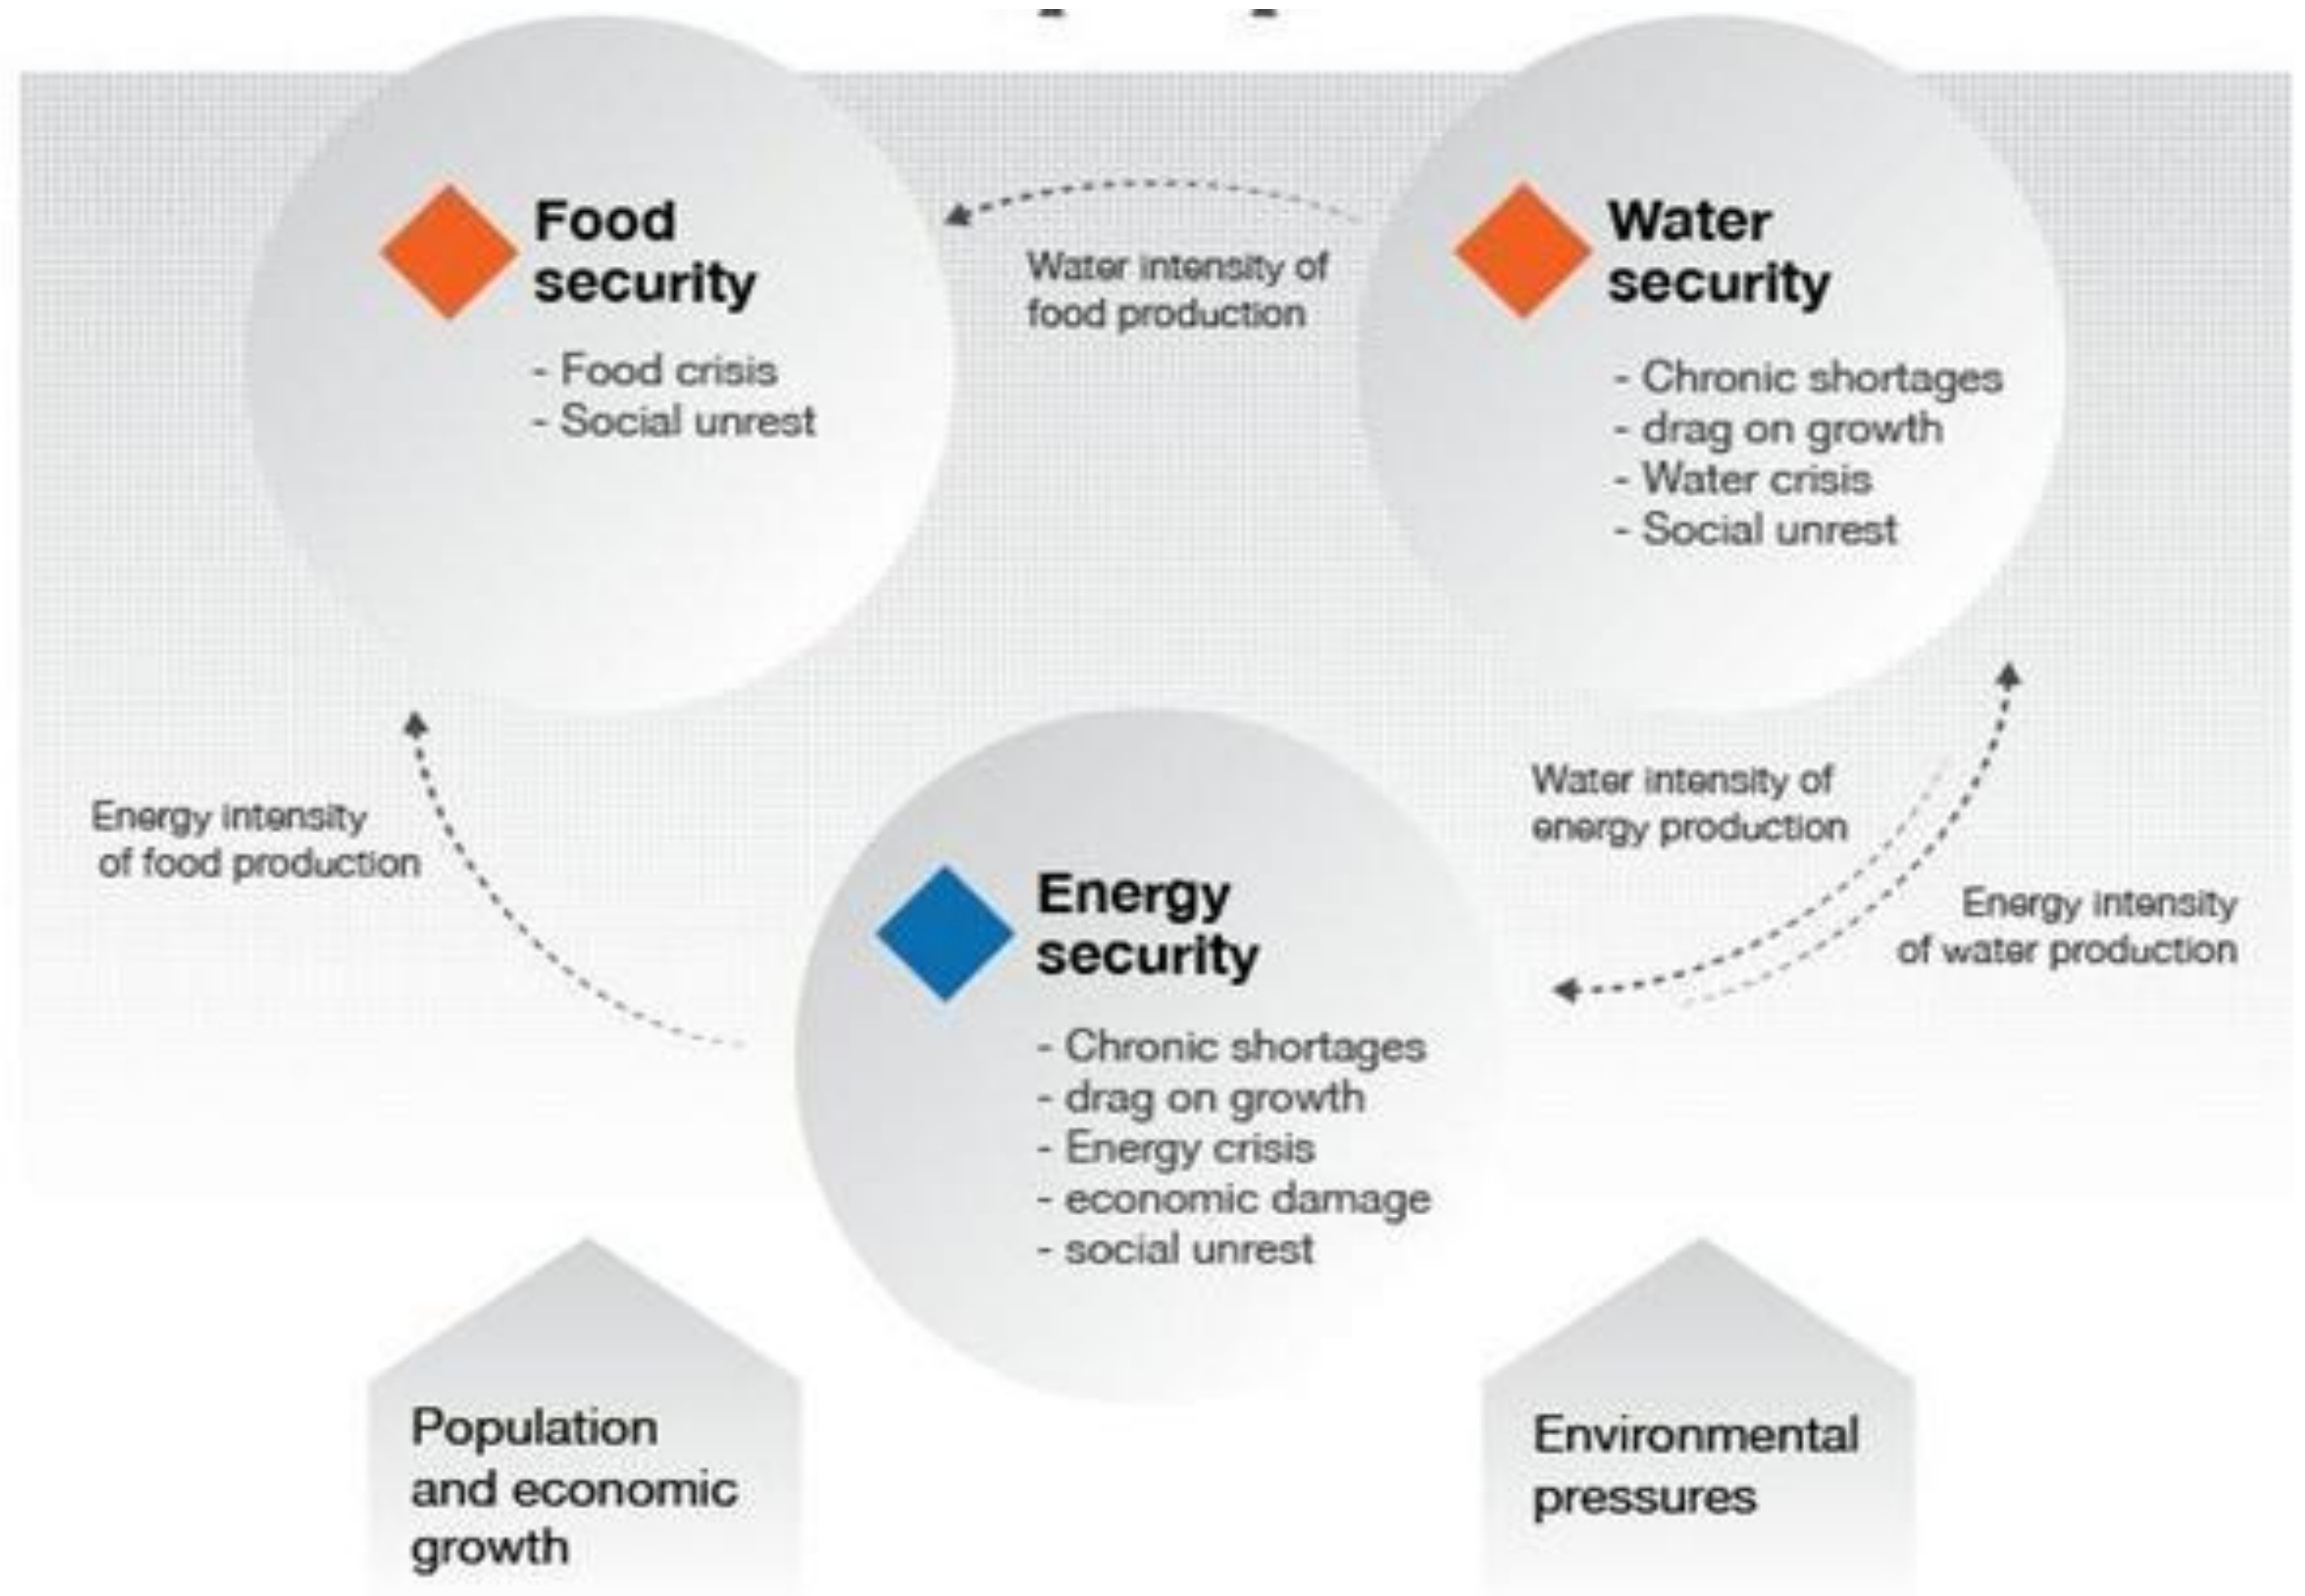 Food
security
- Food crisis
- Social unrest
Water intensity of
food production
Water
security
- Chronic shortages
- drag on growth
- Water crisis
- Social unrest
Energy intensity
of food production
Water intensity of
energy production
Energy intensity
of water production
Energy
security
- Chronic shortages
- drag on growth
- Energy crisis
- economic damage
- social unrest
Population
and economic
growth
Environmental
pressures